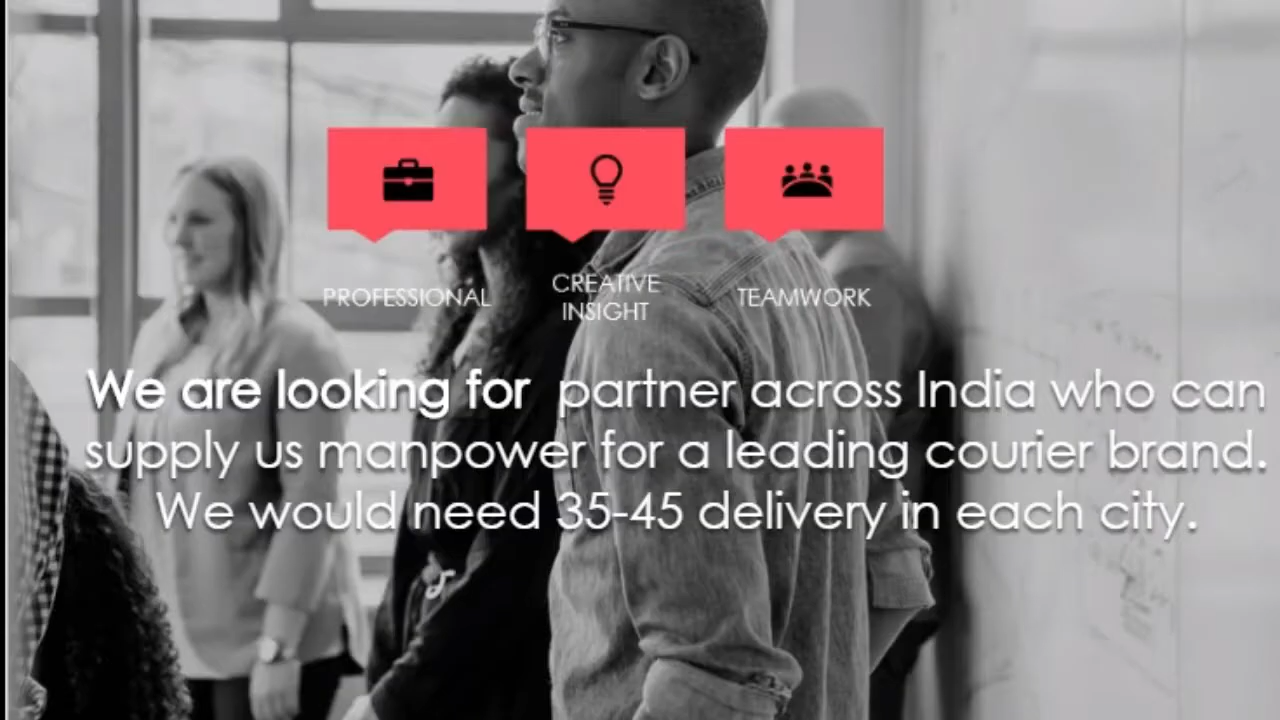 PROFESSIONAL
CREATIVE
INSIGHT
TEAMWORK
We are looking for partner across India who can
supply us manpower for a leading courier brand.
We would need 35-45 delivery in each city.